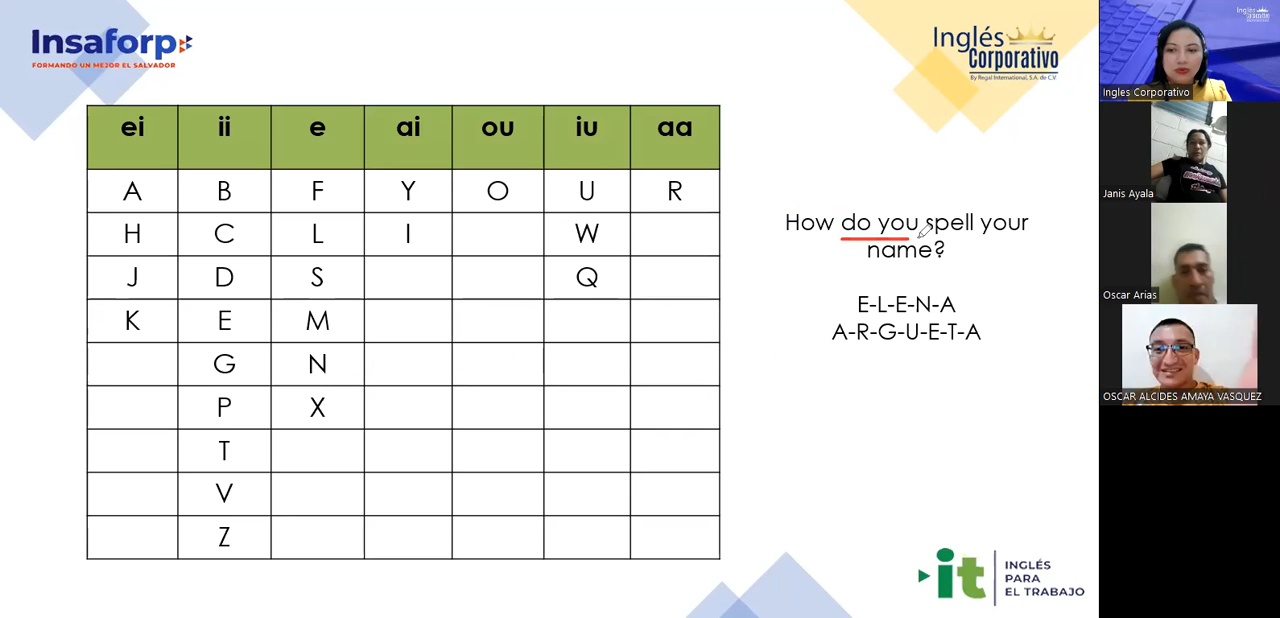 Insaforp
FORMANDO UN MEJOR EL SALVADOR
Inglés
Corporativo
By Regal International, S.A. de C.V.
ei ii e ai ou iu aa
A B F Y O U R
H C L I W
J D S Q
K E M
G N
P X
T
V
Z
How do you spell your
name?
E-L-E-N-A
A-R-G-U-E-T-A
it
INGLÉS
PARA
EL TRABAJO
Ingles Corporativo
Janis Ayala
Oscar Arias
OSCAR ALCIDES AMAYA VASQUEZ